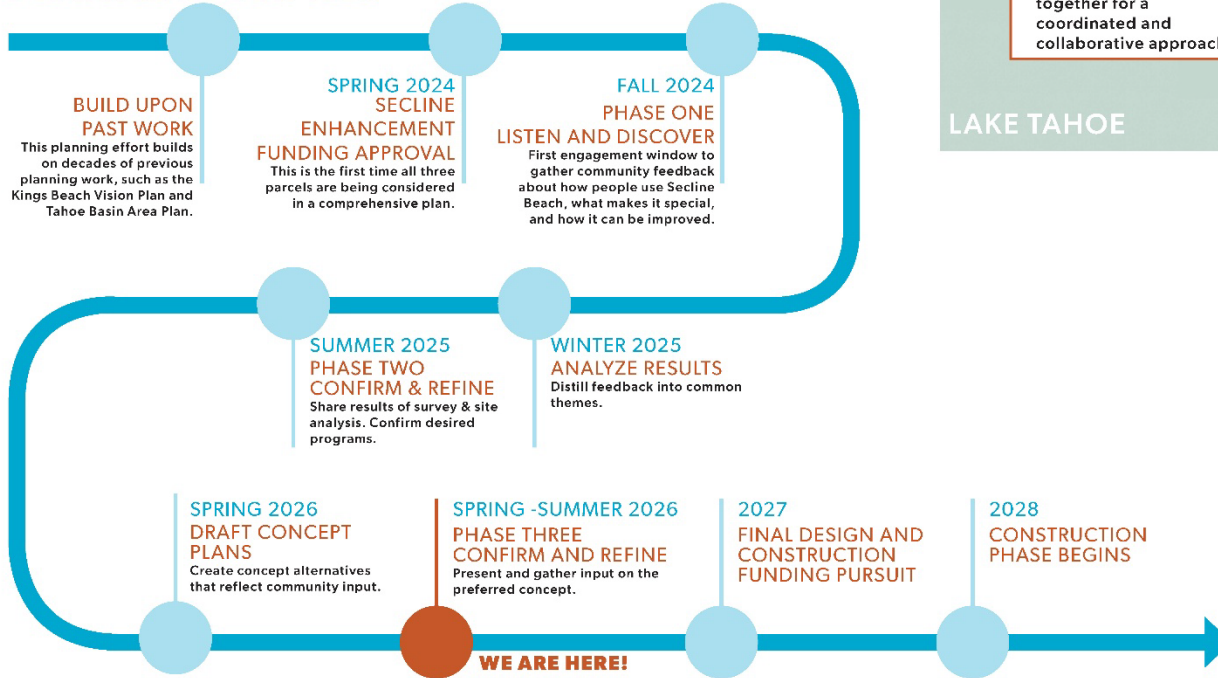 together for a
coordinated and
collaborative approac
LAKE TAHOE
BUILD UPON
PAST WORK
This planning effort builds
on decades of previous
planning work, such as the
Kings Beach Vision Plan and
Tahoe Basin Area Plan.
SPRING 2024
SECLINE
ENHANCEMENT
FUNDING APPROVAL
This is the first time all three
parcels are being considered
in a comprehensive plan.
FALL 2024
PHASE ONE
LISTEN AND DISCOVER
First engagement window to
gather community feedback
about how people use Secline
Beach, what makes it special,
and how it can be improved.
SUMMER 2025
PHASE TWO
CONFIRM & REFINE
Share results of survey & site
analysis. Confirm desired
programs.
WINTER 2025
ANALYZE RESULTS
Distill feedback into common
themes.
SPRING 2026
DRAFT CONCEPT
PLANS
Create concept alternatives
that reflect community input.
SPRING -SUMMER 2026
PHASE THREE
CONFIRM AND REFINE
Present and gather input on the
preferred concept.
2027
FINAL DESIGN AND
CONSTRUCTION
FUNDING PURSUIT
2028
CONSTRUCTION
PHASE BEGINS
WE ARE HERE!